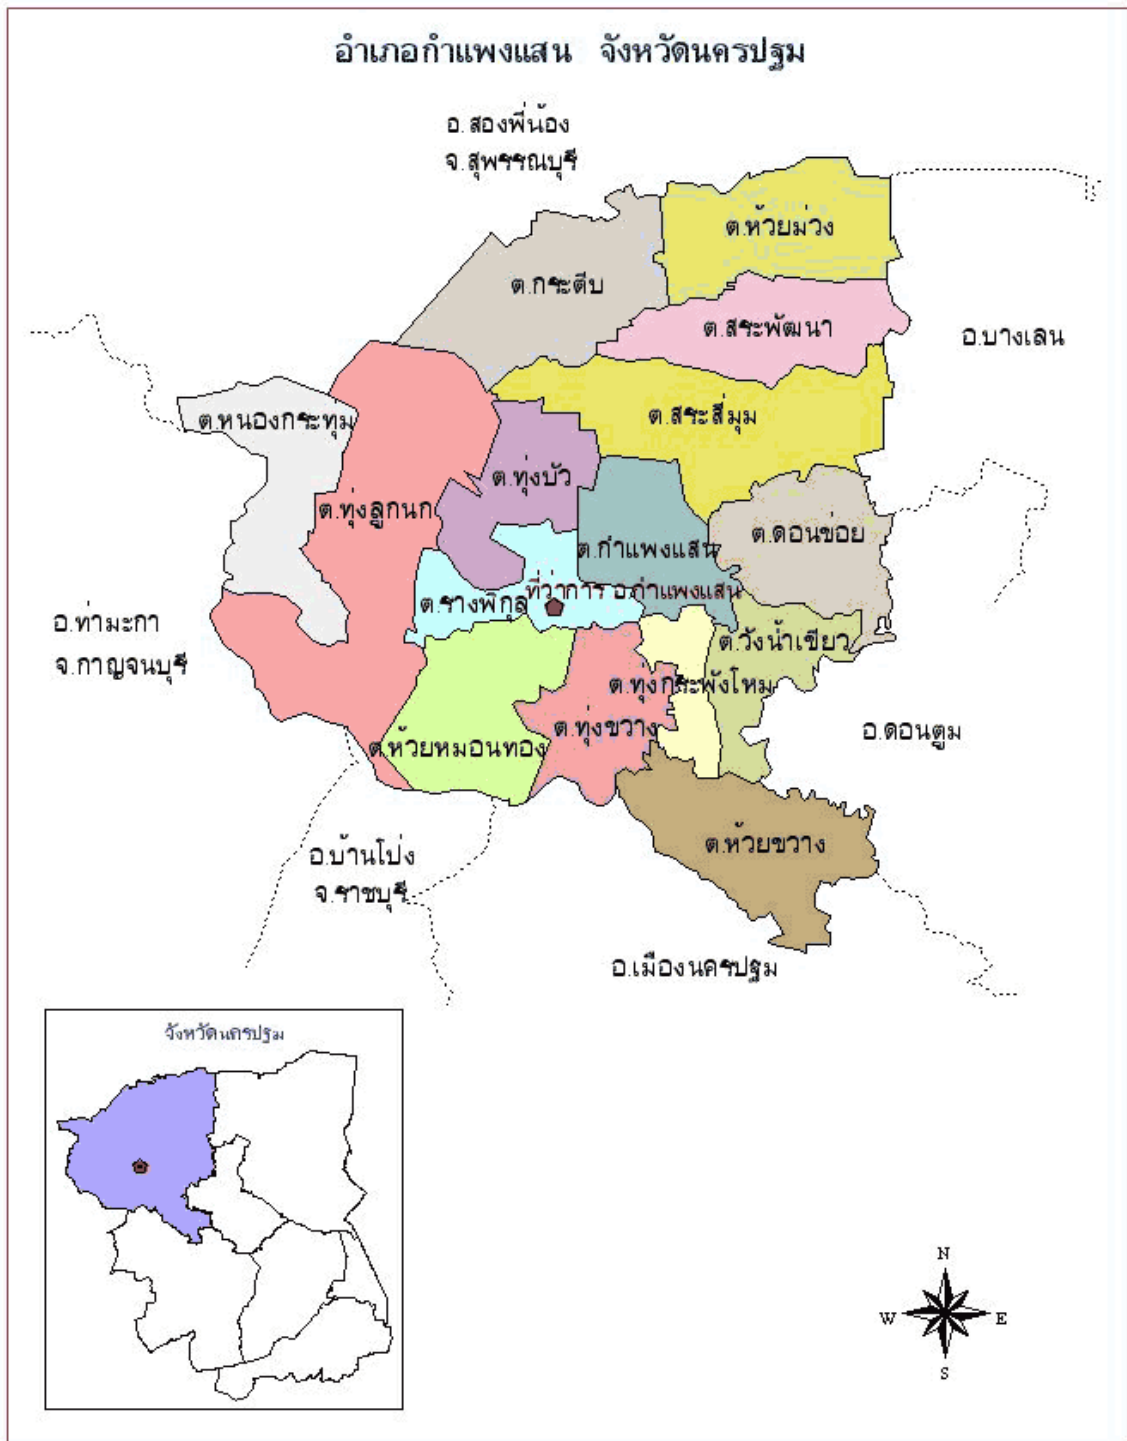 อำเภอกำแพงแสน จังหวัดนครปฐม
อ.สองพี่น้อง
จ.สุพรรณบุรี
ต.ห้วยม่วง
ต.กระตีบ
ต.สระพัฒนา
อ.บางเลน
ต.หนองกระทุม
ต.สระสี่มุม
ต.ทุ่งบัว
ต.ทุ่งลูกนก
ต.ดอนข่อย
ต.กำแพงแสน
ที่ว่าการ อ.กำแพงแสน
ต.รางพิกุล
อ.ท่ามะกา
จ.กาญจนบุรี
ต.วังน้ำเขียว
ต.ทุ่งกระพังโหม
ต.ทุ่งขวาง
อ.ดอนตูม
ต.ห้วยหมอนทอง
ต.ห้วยขวาง
อ.บ้านโป่ง
จ.ราชบุรี
อ.เมืองนครปฐม
จังหวัดนครปฐม
N
W
E
S